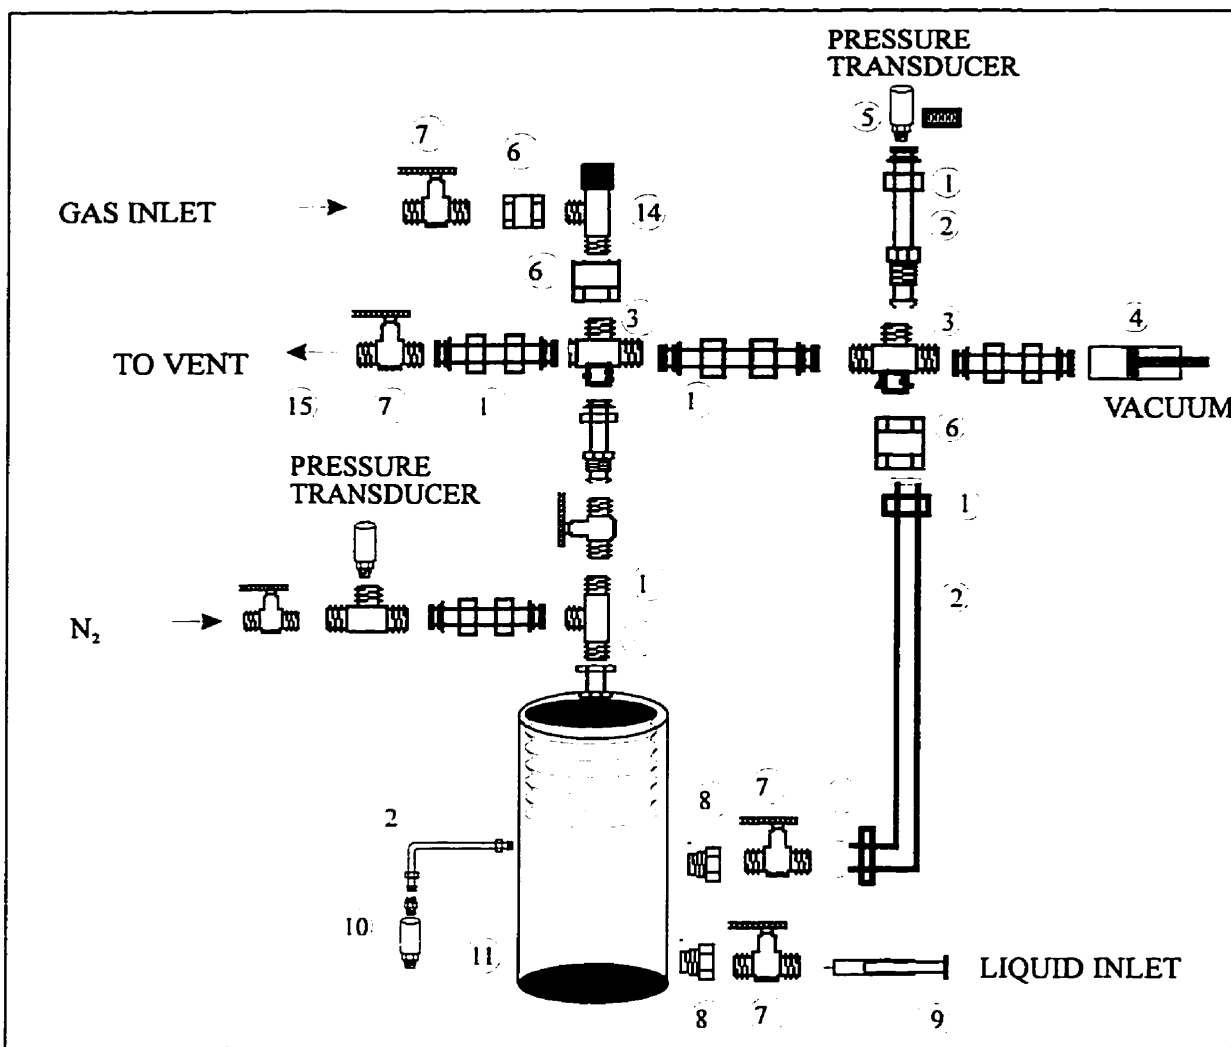 PRESSURE
TRANSDUCER
5
7
6
1
GAS INLET
14
2
6
3
3
4
TO VENT
15
7
1
1
VACUUM
6
PRESSURE
TRANSDUCER
1
1
2
N₂
2
8
7
10
11
LIQUID INLET
8
7
9